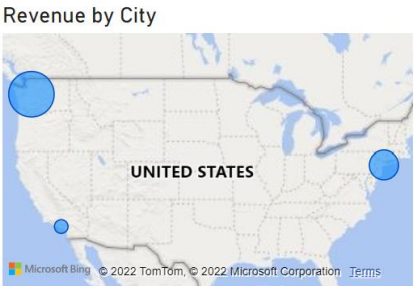 Revenue by City
UNITED STATES
Microsoft Bing © 2022 TomTom, © 2022 Microsoft Corporation Terms